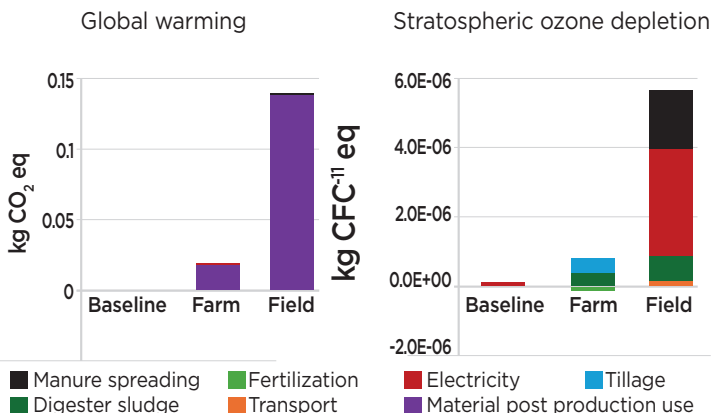 Global warming
Stratospheric ozone depletion
kg CO2 eq
0.15
0.1
0.05
0
Baseline Farm Field
kg CFC-11 eq
6.0E-06
4.0E-06
2.0E-06
0.0E+00
-2.0E-06
Baseline Farm Field
Manure spreading Fertilization Electricity Tillage
Digester sludge Transport Material post production use